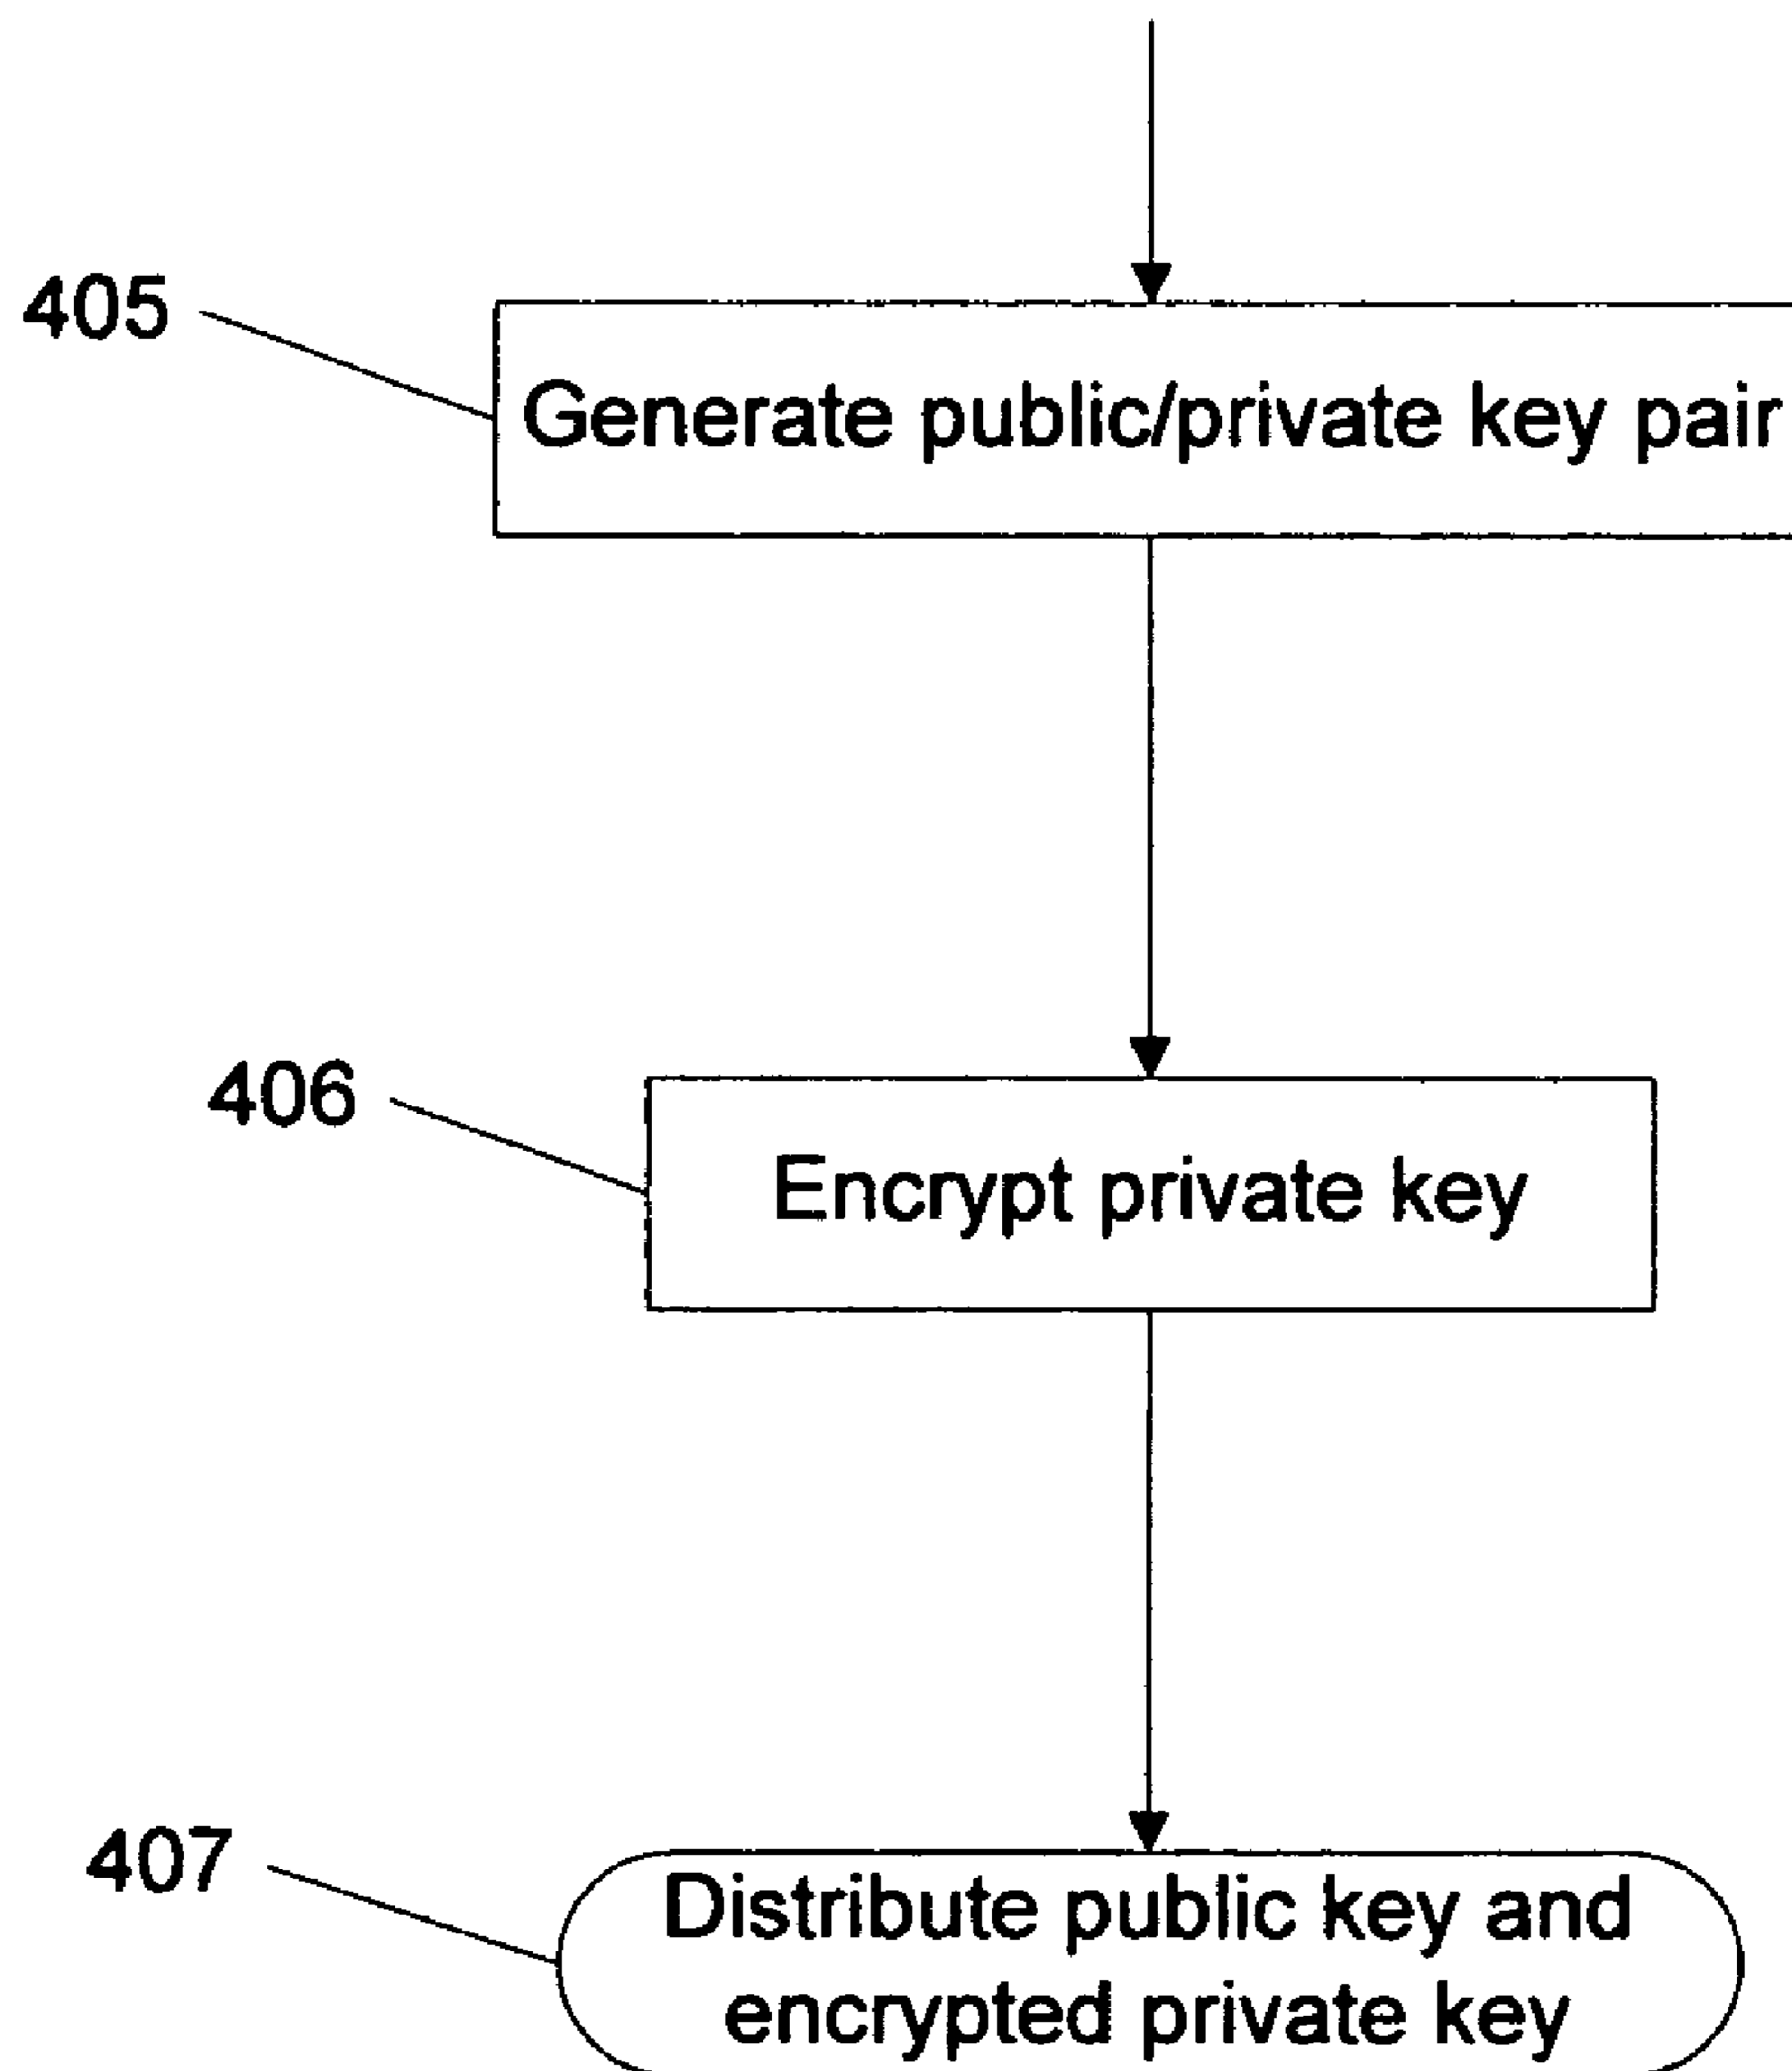 405
Generate public/private key pair
406
Encrypt private key
407
Distribute public key and
encrypted private key